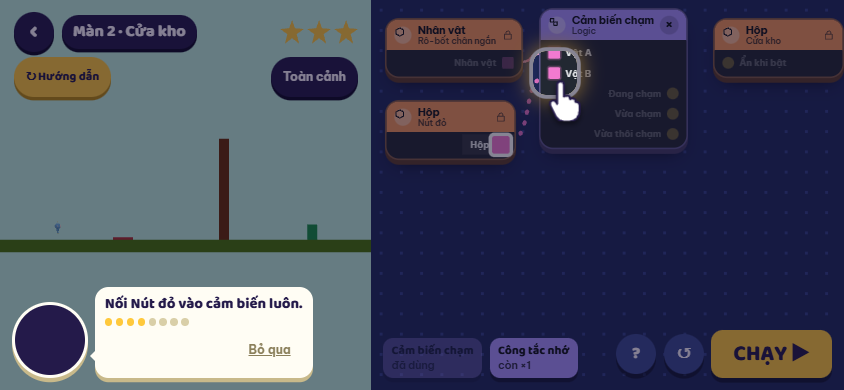 Màn 2 · Cửa kho
Hướng dẫn
Toàn cảnh
Nối Nút đỏ vào cảm biến luôn.
Bỏ qua
Nhân vật
Rô-bốt chân ngắn
Nhân vật
Hộp
Nút đỏ
Hộp
Cảm biến chạm
Logic
Vật A
Vật B
Đang chạm
Vừa chạm
Vừa thôi chạm
Hộp
Cửa kho
Ẩn khi bật
Cảm biến chạm
đã dùng
Công tắc nhớ
còn ×1
?
CHẠY